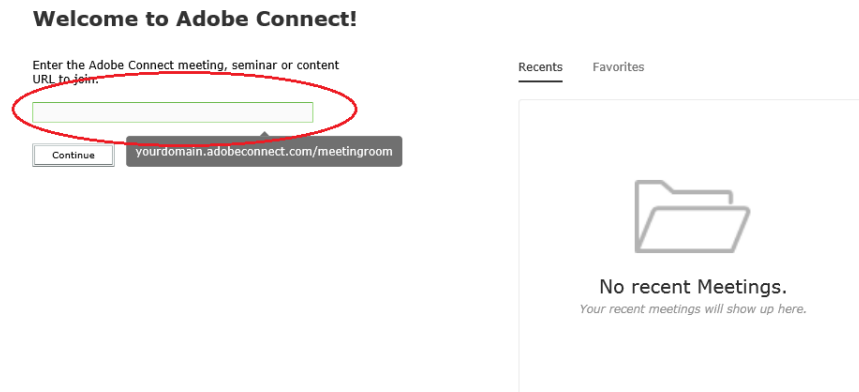 Welcome to Adobe Connect!
Enter the Adobe Connect meeting, seminar or content
URL to join:
yourdomain.adobeconnect.com/meetingroom
Continue
Recents
Favorites
No recent Meetings.
Your recent meetings will show up here.